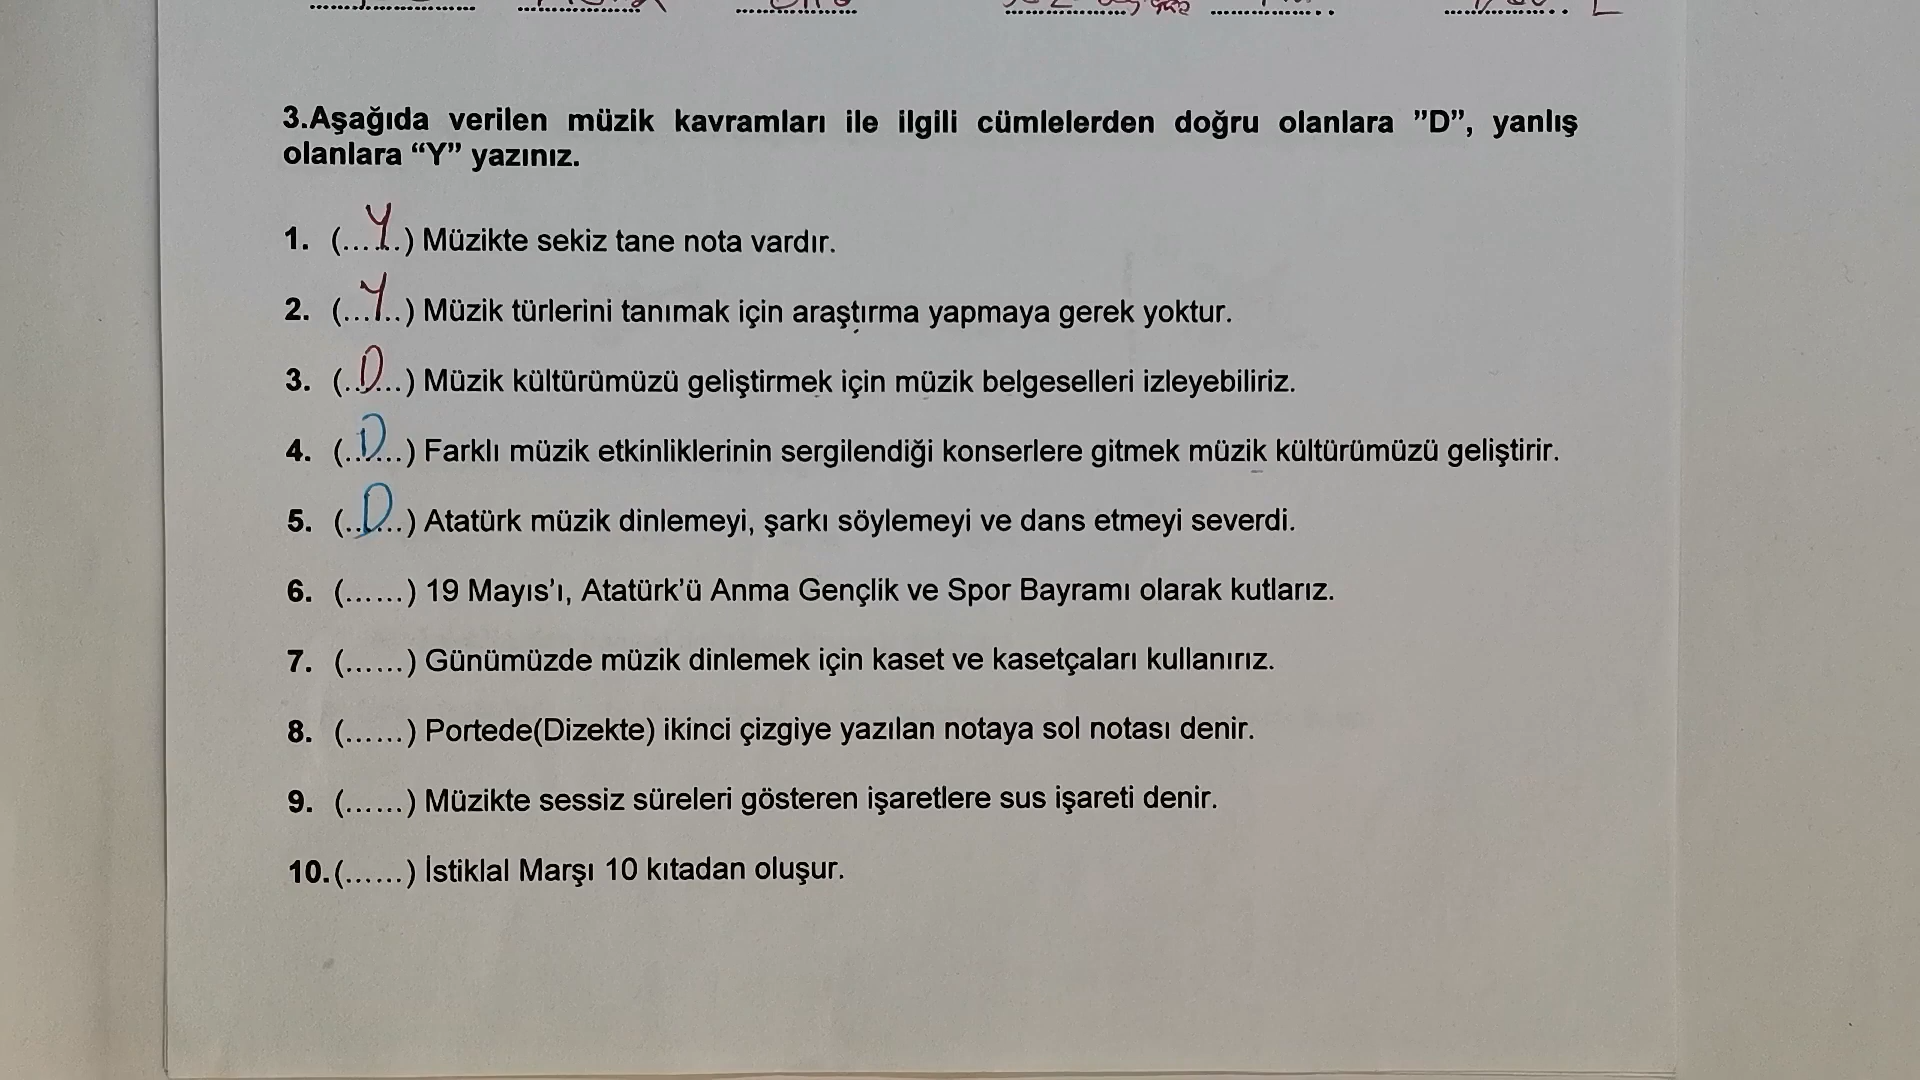 3.Aşağıda verilen müzik kavramları ile ilgili cümlelerden doğru olanlara ”D”, yanlış
olanlara “Y” yazınız.
1. (...Y..) Müzikte sekiz tane nota vardır.
2. (...Y..) Müzik türlerini tanımak için araştırma yapmaya gerek yoktur.
3. (..D...) Müzik kültürümüzü geliştirmek için müzik belgeselleri izleyebiliriz.
4. (..D...) Farklı müzik etkinliklerinin sergilendiği konserlere gitmek müzik kültürümüzü geliştirir.
5. (..D...) Atatürk müzik dinlemeyi, şarkı söylemeyi ve dans etmeyi severdi.
6. (......) 19 Mayıs’ı, Atatürk’ü Anma Gençlik ve Spor Bayramı olarak kutlarız.
7. (......) Günümüzde müzik dinlemek için kaset ve kasetçaları kullanırız.
8. (......) Portede(Dizekte) ikinci çizgiye yazılan notaya sol notası denir.
9. (......) Müzikte sessiz süreleri gösteren işaretlere sus işareti denir.
10.(......) İstiklal Marşı 10 kıtadan oluşur.